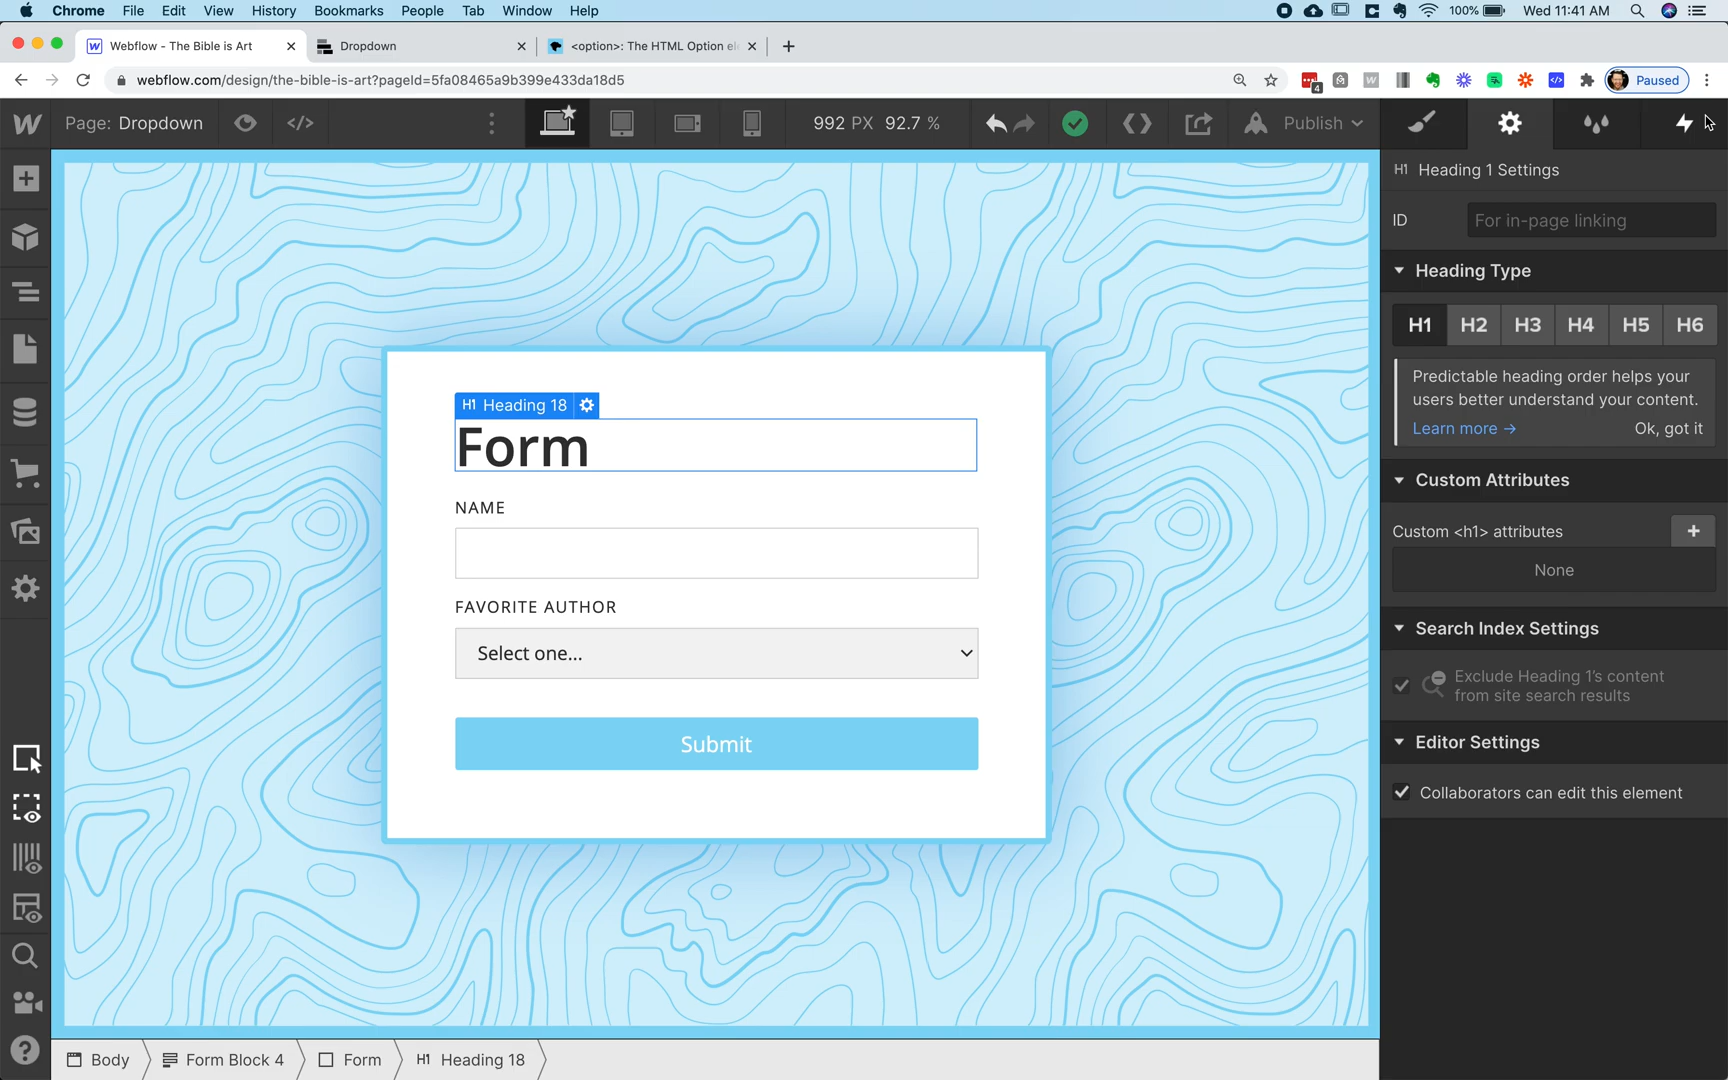 Chrome File Edit View History Bookmarks People Tab Window Help
100% Wed 11:41 AM
Webflow - The Bible is Art
Dropdown
<option>: The HTML Option el
webflow.com/design/the-bible-is-art?pageId=5fa08465a9b399e433da18d5
4
Paused
Page: Dropdown
992 PX 92.7 %
Publish
H1 Heading 1 Settings
ID For in-page linking
Heading Type
H1 H2 H3 H4 H5 H6
Predictable heading order helps your
users better understand your content.
Learn more → Ok, got it
Custom Attributes
Custom <h1> attributes
None
Search Index Settings
Exclude Heading 1's content
from site search results
Editor Settings
Collaborators can edit this element
H1 Heading 18
Form
NAME
FAVORITE AUTHOR
Select one...
Submit
Body Form Block 4 Form H1 Heading 18